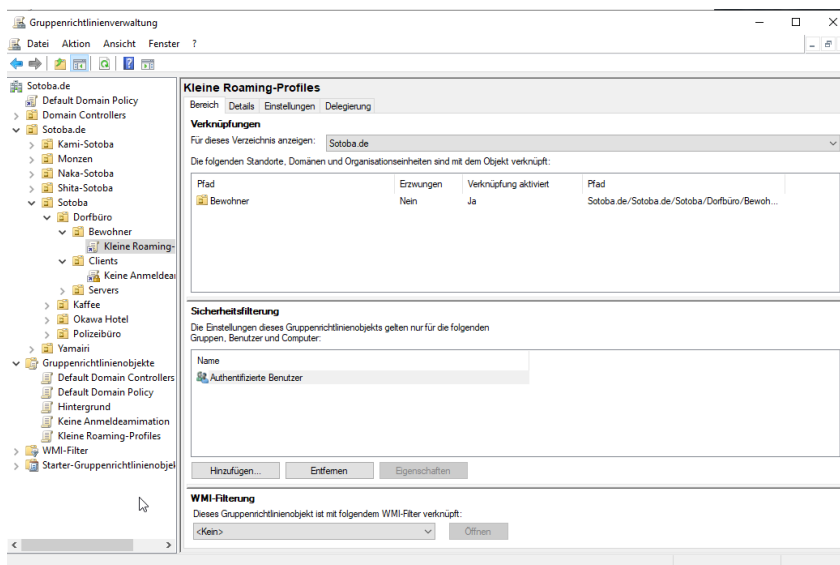 Gruppenrichtlinienverwaltung
Datei Aktion Ansicht Fenster ?
Sotoba.de
Default Domain Policy
Domain Controllers
Sotoba.de
Kami-Sotoba
Monzen
Naka-Sotoba
Shita-Sotoba
Sotoba
Dorfbüro
Bewohner
Kleine Roaming-
Clients
Keine Anmeldear
Servers
Kaffee
Okawa Hotel
Polizeibüro
Yamairi
Gruppenrichtlinienobjekte
Default Domain Controllers
Default Domain Policy
Hintergrund
Keine Anmeldeamimation
Kleine Roaming-Profiles
WMI-Filter
Starter-Gruppenrichtlinienobjek
Kleine Roaming-Profiles
Bereich Details Einstellungen Delegierung
Verknüpfungen
Für dieses Verzeichnis anzeigen: Sotoba.de
Die folgenden Standorte, Domänen und Organisationseinheiten sind mit dem Objekt verknüpft:
Pfad Erzwungen Verknüpfung aktiviert Pfad
Bewohner Nein Ja Sotoba.de/Sotoba.de/Sotoba/Dorfbüro/Bewoh...
Sicherheitsfilterung
Die Einstellungen dieses Gruppenrichtlinienobjekts gelten nur für die folgenden
Gruppen, Benutzer und Computer:
Name
Authentifizierte Benutzer
Hinzufügen... Entfernen Eigenschaften
WMI-Filterung
Dieses Gruppenrichtlinienobjekt ist mit folgendem WMI-Filter verknüpft:
<Kein> Öffnen